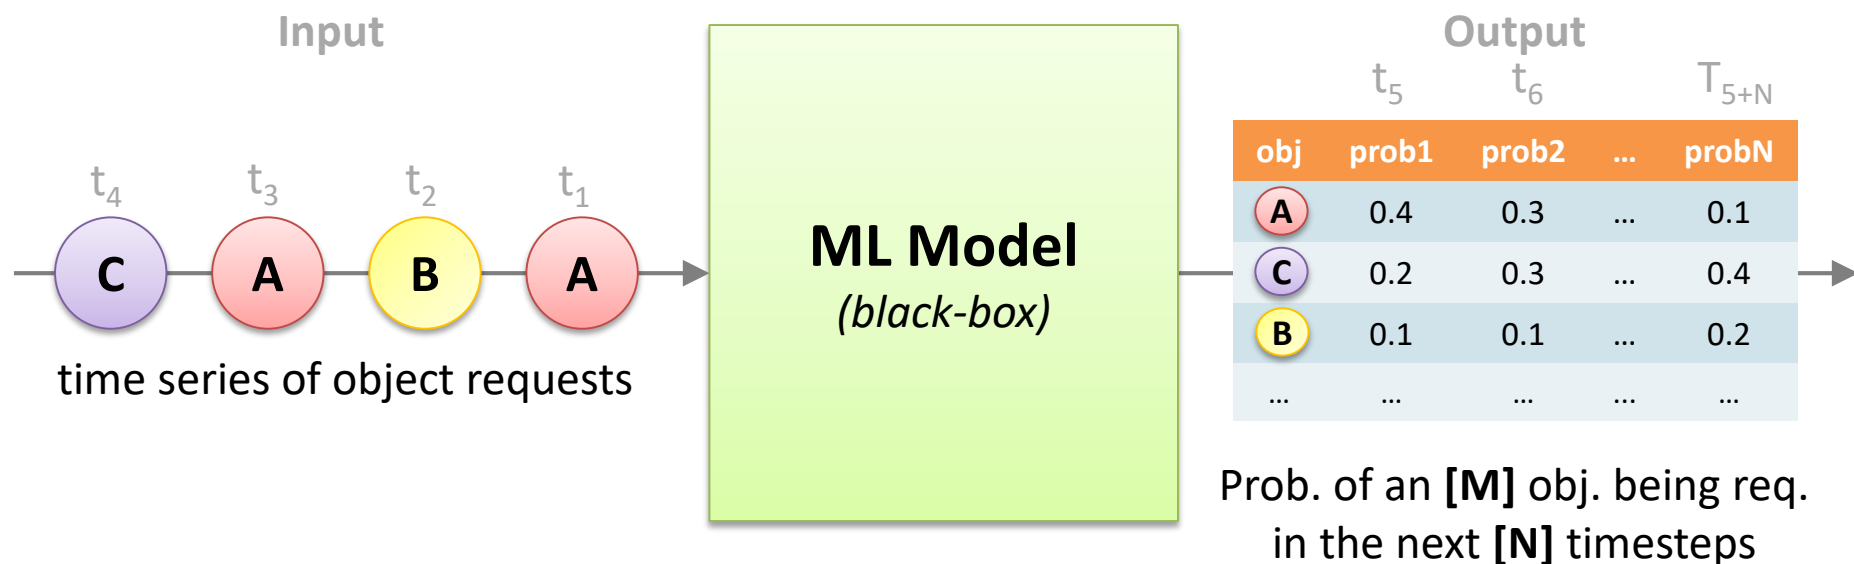 Input
t4 t3 t2 t1
C A B A
time series of object requests
ML Model
(black-box)
Output
t5 t6 T5+N
obj prob1 prob2 ... probN
A 0.4 0.3 ... 0.1
C 0.2 0.3 ... 0.4
B 0.1 0.1 ... 0.2
... ... ... ... ...
Prob. of an [M] obj. being req.
in the next [N] timesteps